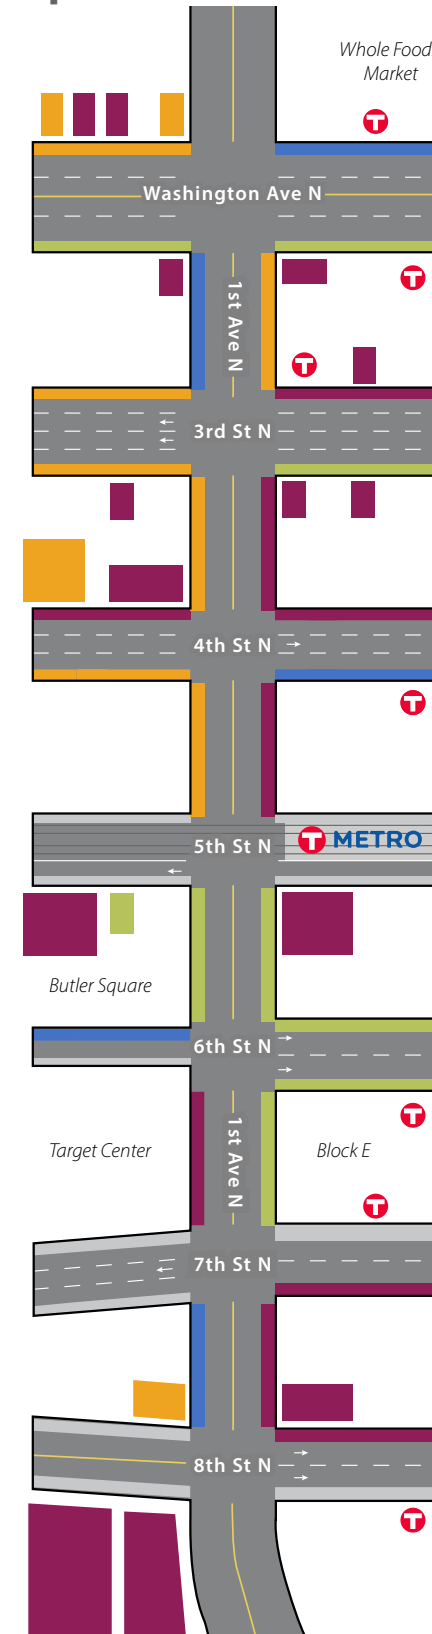 Whole Food
Market
T
Washington Ave N
T
1st Ave N
T
3rd St N
4th St N
T
5th St N
T METRO
Butler Square
6th St N
T
Target Center
1st Ave N
Block E
T
7th St N
8th St N
T